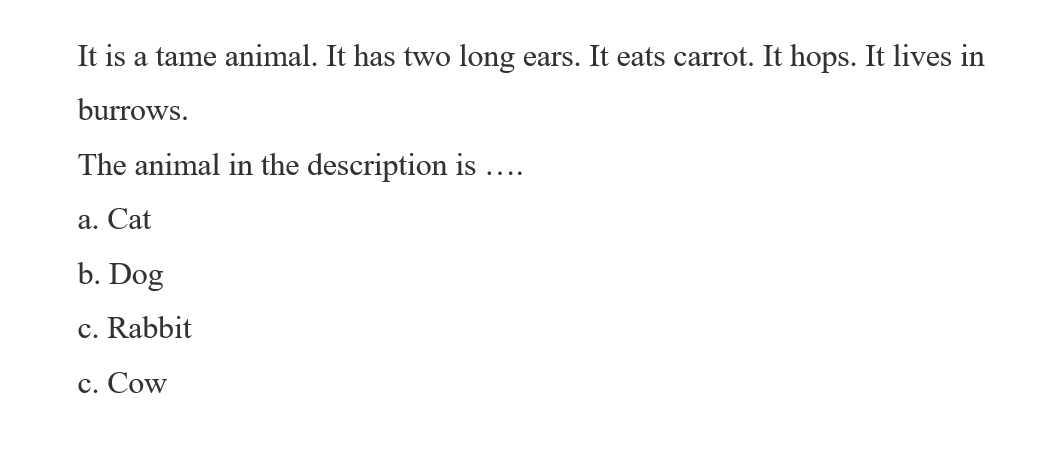 It is a tame animal. It has two long ears. It eats carrot. It hops. It lives in
burrows.
The animal in the description is ….
a. Cat
b. Dog
c. Rabbit
c. Cow